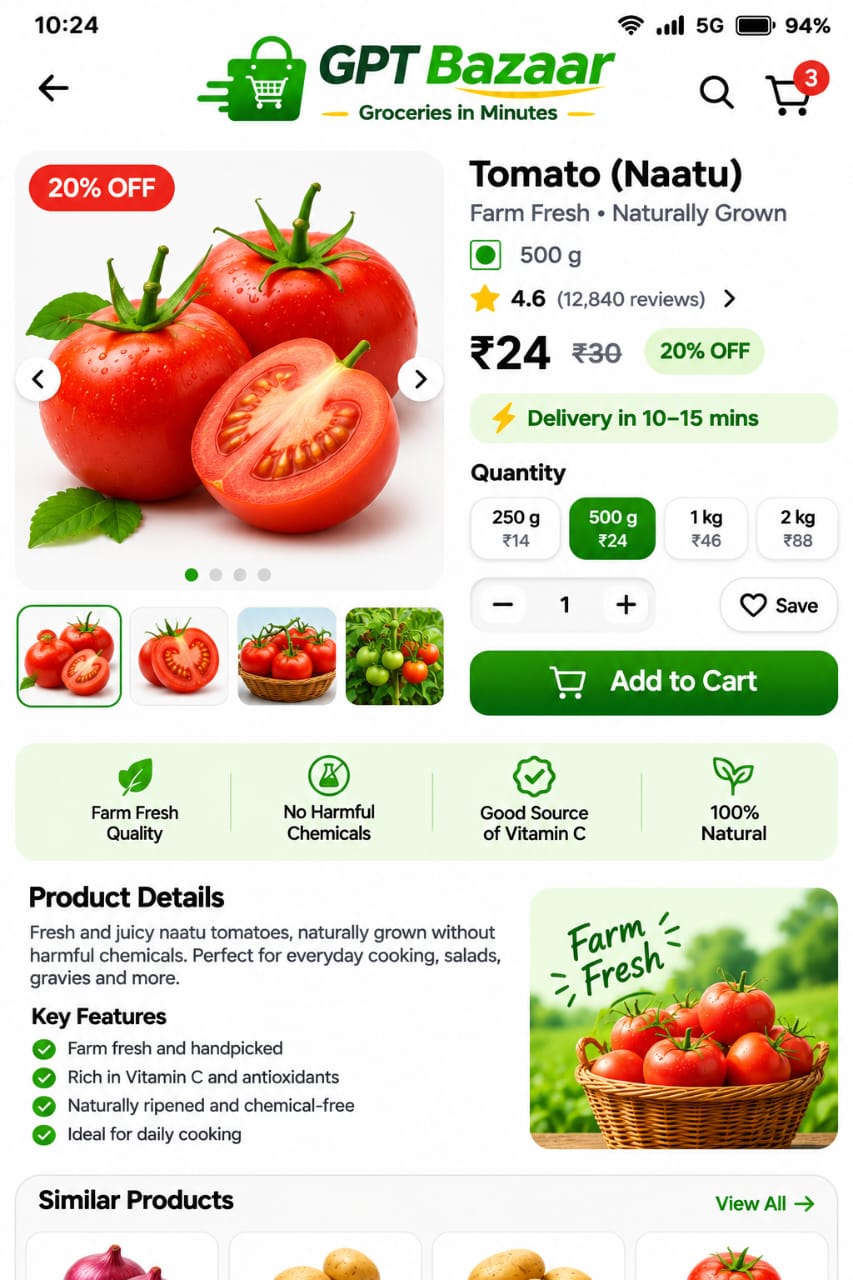 10:24
5G 94%
GPT Bazaar
Groceries in Minutes
3
20% OFF
Tomato (Naatu)
Farm Fresh • Naturally Grown
500 g
4.6 (12,840 reviews)
₹24 ₹30 20% OFF
Delivery in 10–15 mins
Quantity
250 g 500 g 1 kg 2 kg
₹14 ₹24 ₹46 ₹88
1
Save
Add to Cart
Farm Fresh No Harmful Good Source 100%
Quality Chemicals of Vitamin C Natural
Product Details
Fresh and juicy naatu tomatoes, naturally grown without
harmful chemicals. Perfect for everyday cooking, salads,
gravies and more.
Key Features
Farm fresh and handpicked
Rich in Vitamin C and antioxidants
Naturally ripened and chemical-free
Ideal for daily cooking
Farm
Fresh
Similar Products
View All